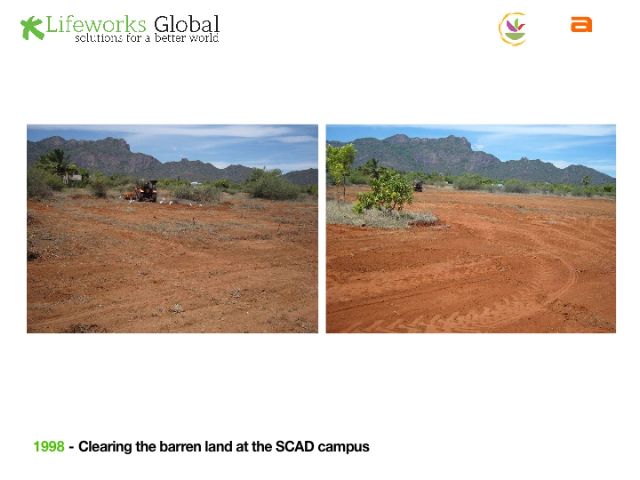 Lifeworks Global
solutions for a better world
a
1998 - Clearing the barren land at the SCAD campus